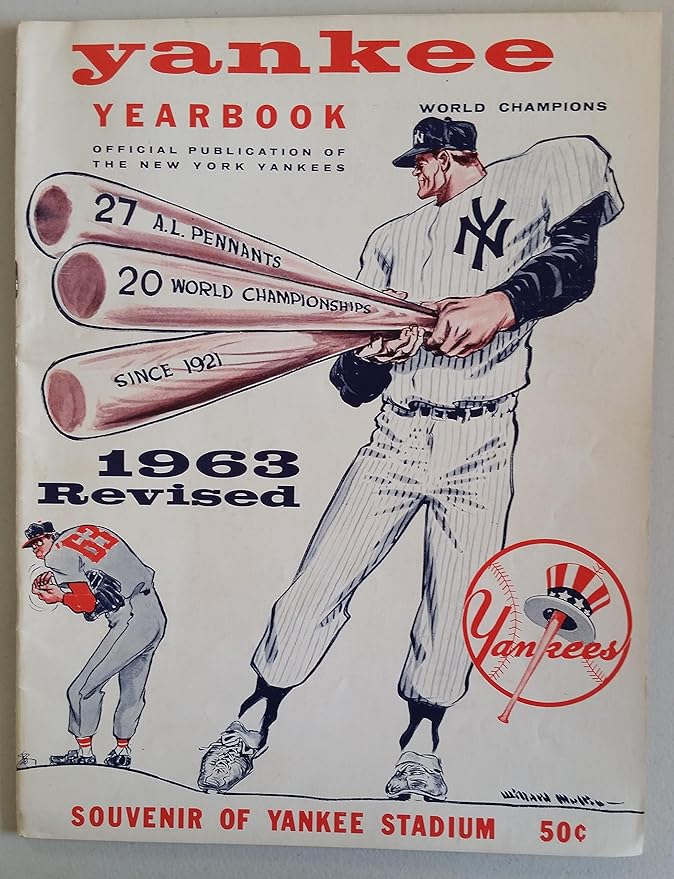 yankee
YEARBOOK
WORLD CHAMPIONS
OFFICIAL PUBLICATION OF
THE NEW YORK YANKEES
NY
NY
27 A.L. PENNANTS
20 WORLD CHAMPIONSHIPS
SINCE 1921
1963
Revised
'63
Yankees
Willard Mullin
SOUVENIR OF YANKEE STADIUM 50¢